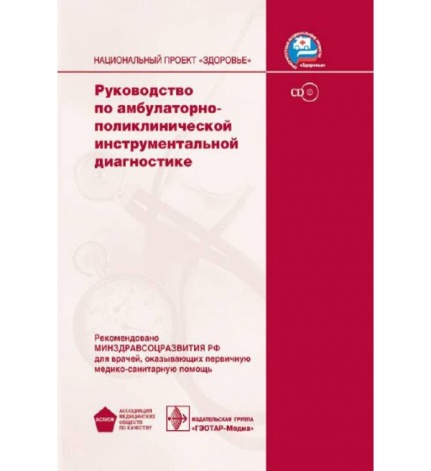 НАЦИОНАЛЬНЫЙ ПРОЕКТ «ЗДОРОВЬЕ»
Руководство
по амбулаторно-
поликлинической
инструментальной
диагностике
«Здоровье»
CD
Рекомендовано
МИНЗДРАВСОЦРАЗВИТИЯ РФ
для врачей, оказывающих первичную
медико-санитарную помощь
АСМОК
АССОЦИАЦИЯ
МЕДИЦИНСКИХ
ОБЩЕСТВ
ПО КАЧЕСТВУ
ИЗДАТЕЛЬСКАЯ ГРУППА
«ГЭОТАР-Медиа»